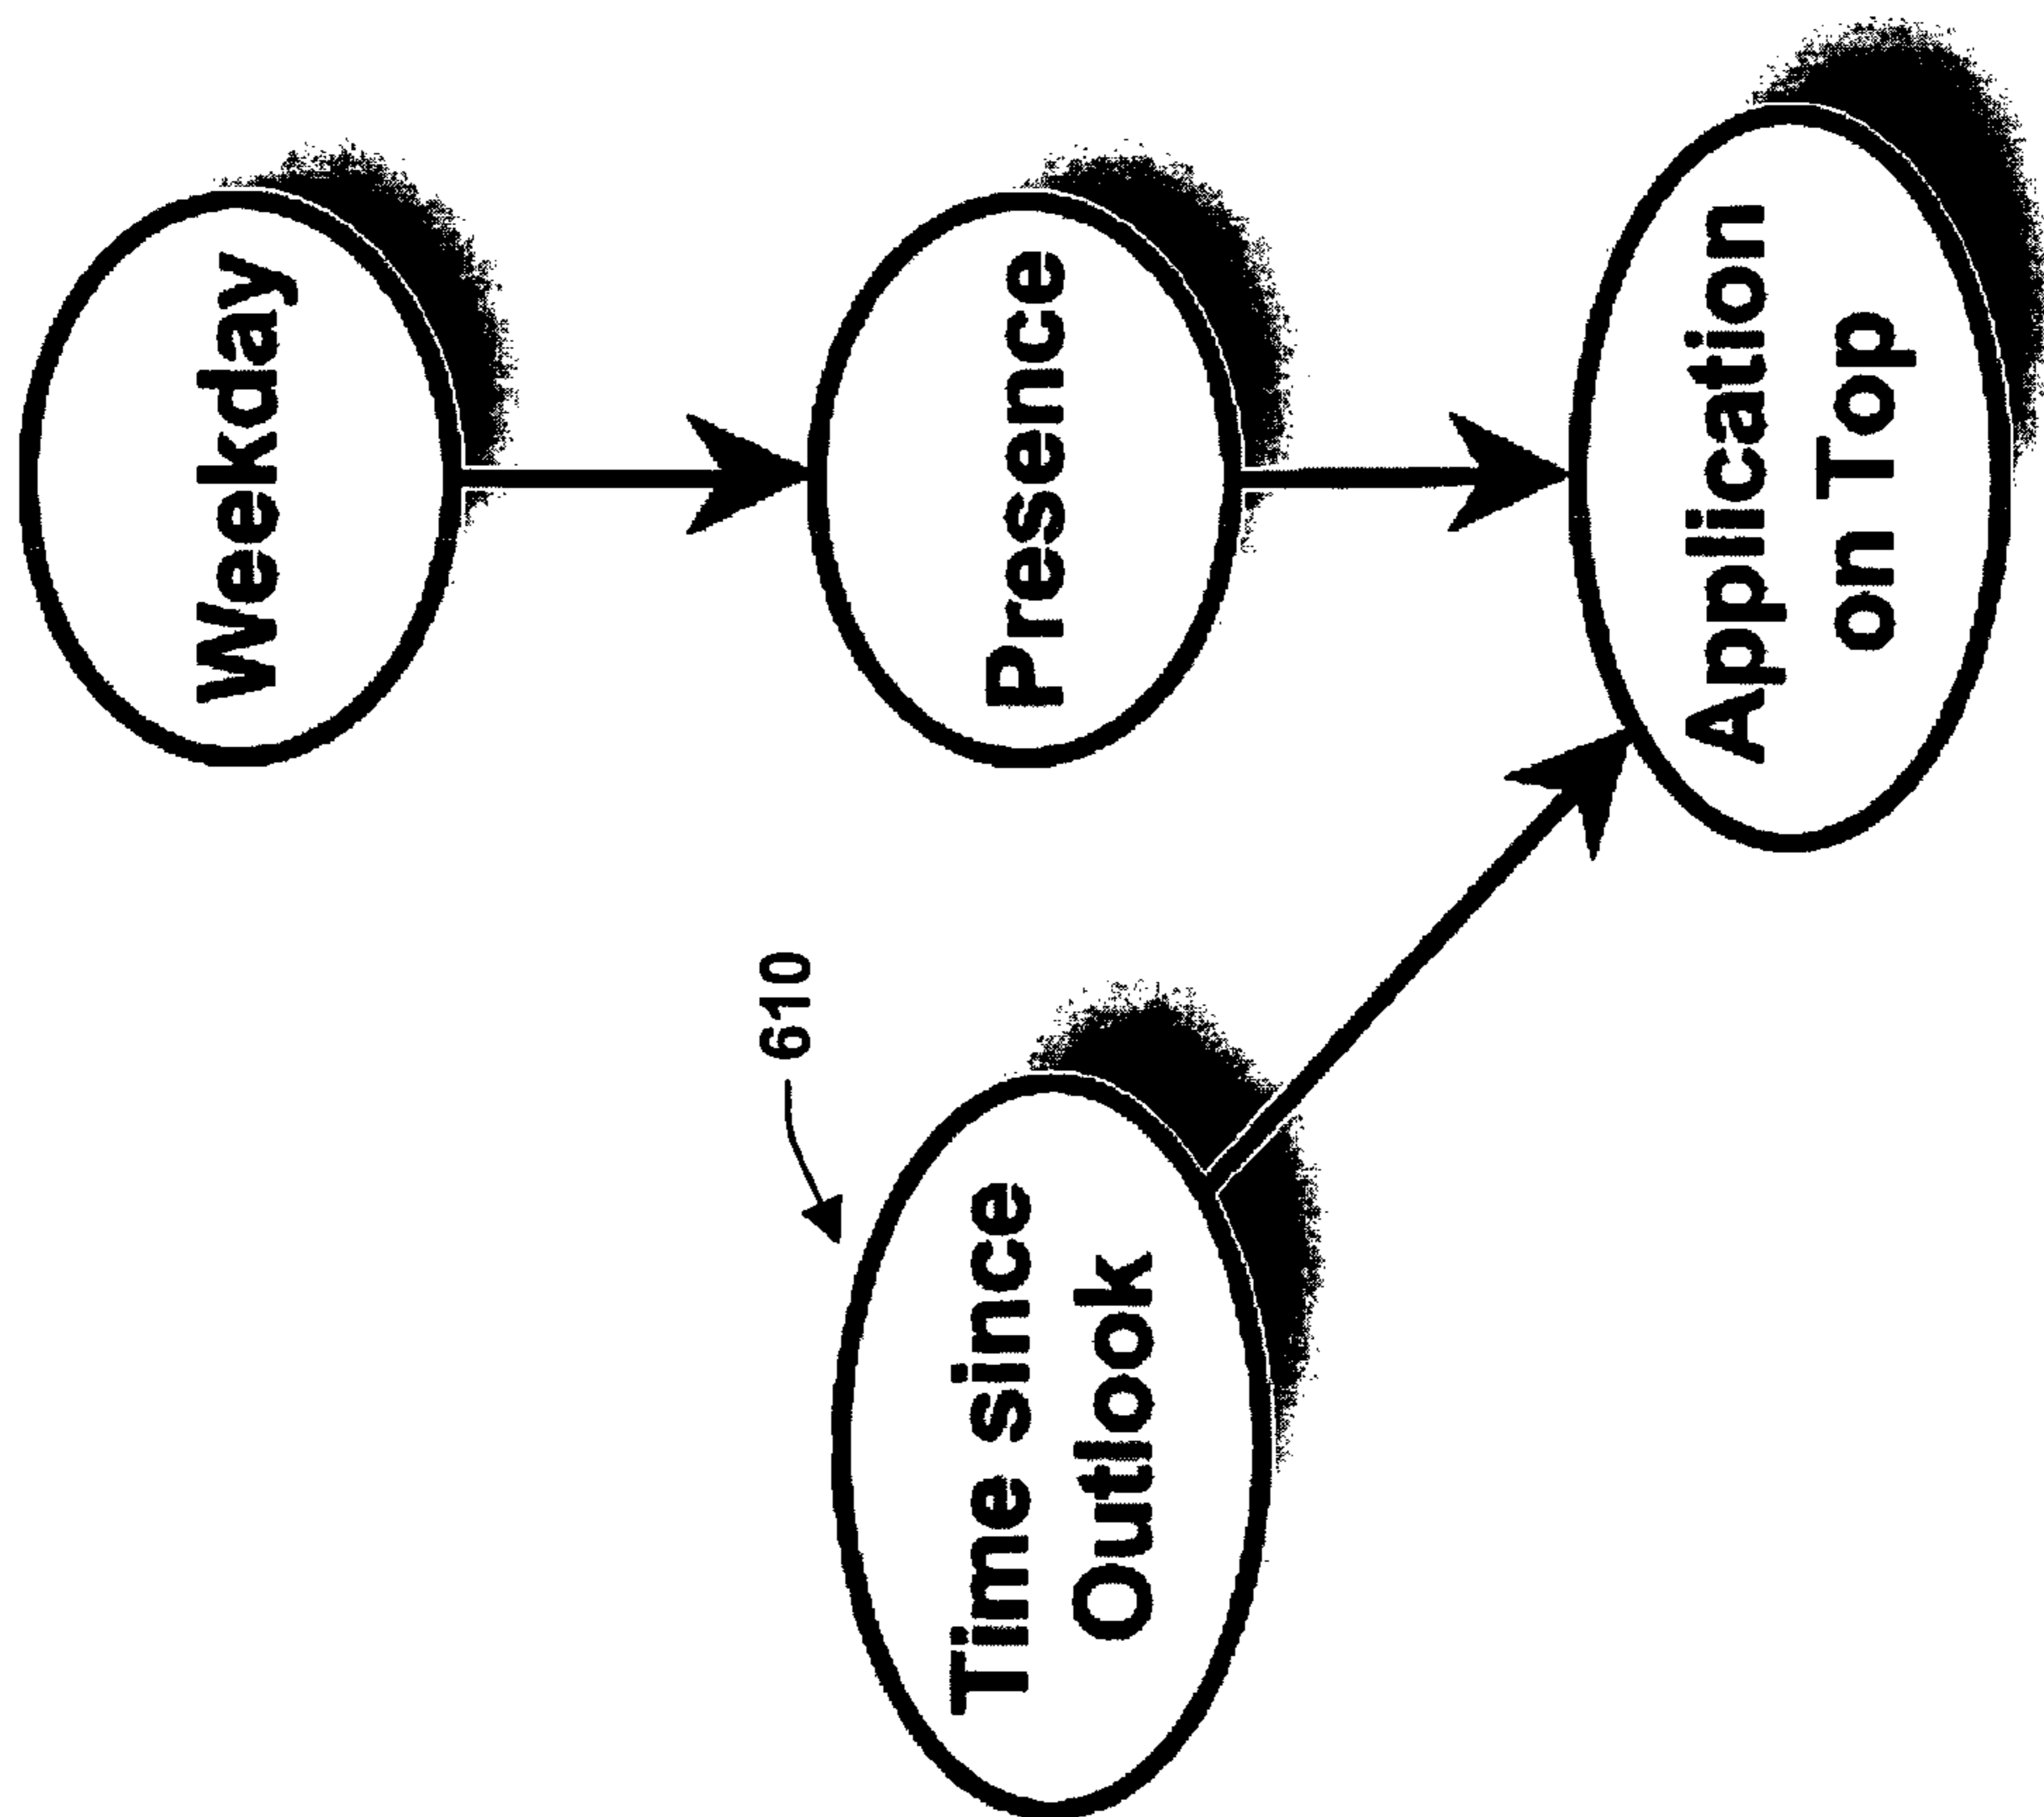 Weekday
Presence
Application
on Top
610
Time since
Outlook